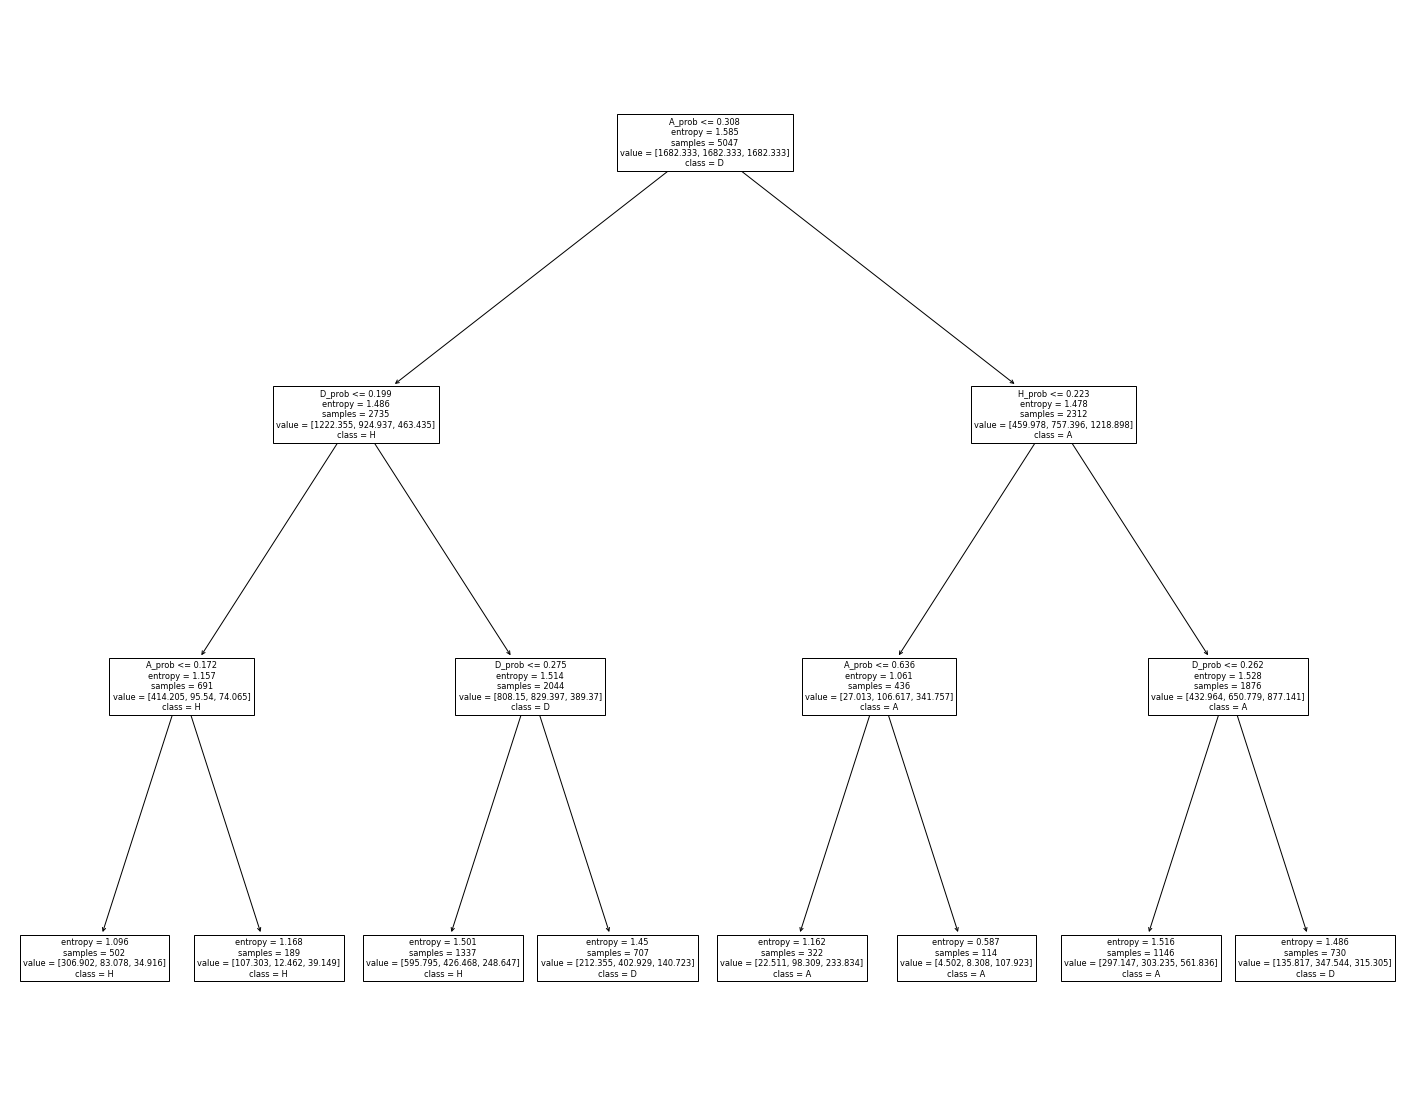 A_prob <= 0.308
entropy = 1.585
samples = 5047
value = [1682.333, 1682.333, 1682.333]
class = D
D_prob <= 0.199
entropy = 1.486
samples = 2735
value = [1222.355, 924.937, 463.435]
class = H
H_prob <= 0.223
entropy = 1.478
samples = 2312
value = [459.978, 757.396, 1218.898]
class = A
A_prob <= 0.172
entropy = 1.157
samples = 691
value = [414.205, 95.54, 74.065]
class = H
D_prob <= 0.275
entropy = 1.514
samples = 2044
value = [808.15, 829.397, 389.37]
class = D
A_prob <= 0.636
entropy = 1.061
samples = 436
value = [27.013, 106.617, 341.757]
class = A
D_prob <= 0.262
entropy = 1.528
samples = 1876
value = [432.964, 650.779, 877.141]
class = A
entropy = 1.096
samples = 502
value = [306.902, 83.078, 34.916]
class = H
entropy = 1.168
samples = 189
value = [107.303, 12.462, 39.149]
class = H
entropy = 1.501
samples = 1337
value = [595.795, 426.468, 248.647]
class = H
entropy = 1.45
samples = 707
value = [212.355, 402.929, 140.723]
class = D
entropy = 1.162
samples = 322
value = [22.511, 98.309, 233.834]
class = A
entropy = 0.587
samples = 114
value = [4.502, 8.308, 107.923]
class = A
entropy = 1.516
samples = 1146
value = [297.147, 303.235, 561.836]
class = A
entropy = 1.486
samples = 730
value = [135.817, 347.544, 315.305]
class = D